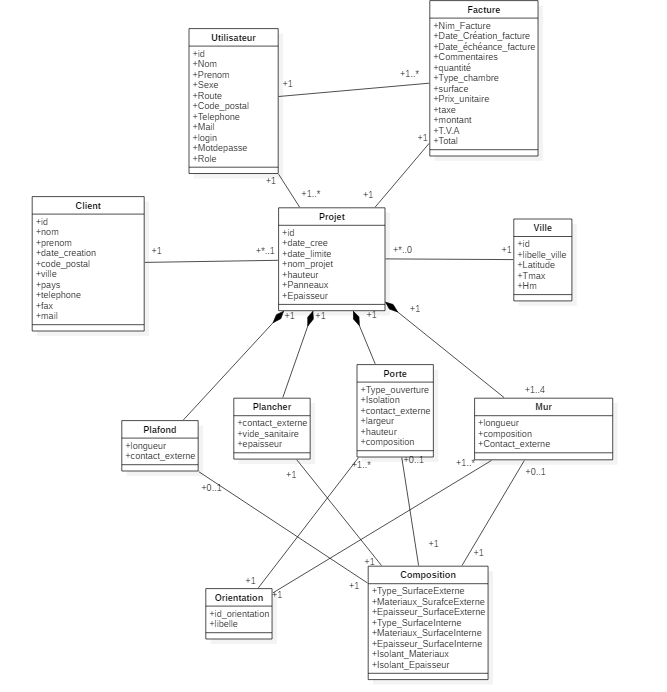 Facture
+Nim_Facture
+Date_Création_facture
+Date_échéance_facture
+Commentaires
+quantité
+Type_chambre
+surface
+Prix_unitaire
+taxe
+montant
+T.V.A
+Total
Utilisateur
+id
+Nom
+Prenom
+Sexe
+Route
+Code_postal
+Telephone
+Mail
+login
+Motdepasse
+Role
+1
+1..*
+1
+1
+1..*
+1
Client
+id
+nom
+prenom
+date_creation
+code_postal
+ville
+pays
+telephone
+fax
+mail
+1
+*..1
Projet
+id
+date_cree
+date_limite
+nom_projet
+hauteur
+Panneaux
+Epaisseur
+*..0
+1
Ville
+id
+libelle_ville
+Latitude
+Tmax
+Hm
+1
+1
+1
+1
+1..4
Plafond
+longueur
+contact_externe
Plancher
+contact_externe
+vide_sanitaire
+epaisseur
Porte
+Type_ouverture
+Isolation
+contact_externe
+largeur
+hauteur
+composition
Mur
+longueur
+composition
+Contact_externe
+0..1
+1
+1..*
+0..1
+1..*
+0..1
+1
+1
+1
+1
+1
+1
Orientation
+id_orientation
+libelle
Composition
+Type_SurfaceExterne
+Materiaux_SurafceExterne
+Epaisseur_SurfaceExterne
+Type_SurfaceInterne
+Materiaux_SurfaceInterne
+Epaisseur_SurfaceInterne
+Isolant_Materiaux
+Isolant_Epaisseur